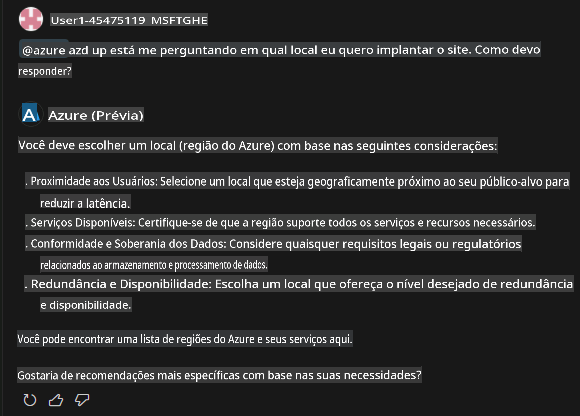 User1-45475119_MSFTGHE
@azure azd up está me perguntando em qual local eu quero implantar o site. Como devo
responder?
Azure (Prévia)
Você deve escolher um local (região do Azure) com base nas seguintes considerações:
. Proximidade aos Usuários: Selecione um local que esteja geograficamente próximo ao seu público-alvo para
reduzir a latência.
. Serviços Disponíveis: Certifique-se de que a região suporte todos os serviços e recursos necessários.
. Conformidade e Soberania dos Dados: Considere quaisquer requisitos legais ou regulatórios
relacionados ao armazenamento e processamento de dados.
. Redundância e Disponibilidade: Escolha um local que ofereça o nível desejado de redundância
e disponibilidade.
Você pode encontrar uma lista de regiões do Azure e seus serviços aqui.
Gostaria de recomendações mais específicas com base nas suas necessidades?